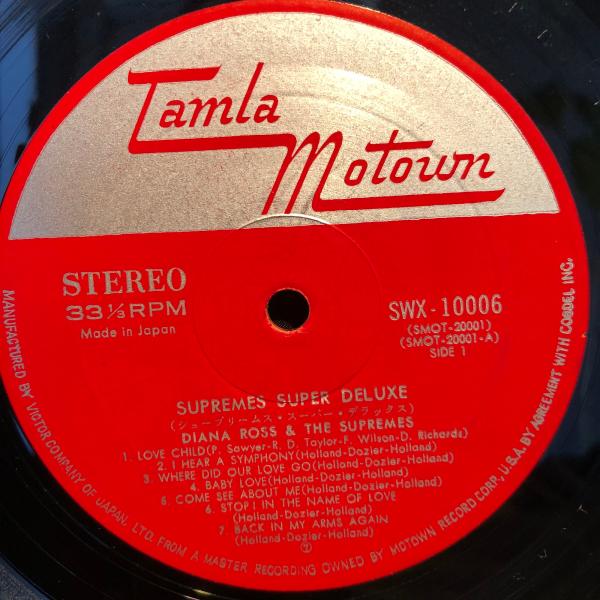 Tamla
Motown
STEREO
33 1/3 RPM
Made in Japan
SWX-10006
(SMOT-20001)
(SMOT-20001-A)
SIDE 1
SUPREMES SUPER DELUXE
(シュープリームス・スーパー・デラックス)
DIANA ROSS & THE SUPREMES
1. LOVE CHILD(P. Sawyer-R. D. Taylor-F. Wilson-D. Richards)
2. I HEAR A SYMPHONY(Holland-Dozier-Holland)
3. WHERE DID OUR LOVE GO(Holland-Dozier-Holland)
4. BABY LOVE(Holland-Dozier-Holland)
5. COME SEE ABOUT ME(Holland-Dozier-Holland)
6. STOP! IN THE NAME OF LOVE
(Holland-Dozier-Holland)
7. BACK IN MY ARMS AGAIN
(Holland-Dozier-Holland)
MANUFACTURED BY VICTOR COMPANY OF JAPAN, LTD. FROM A MASTER RECORDING OWNED BY MOTOWN RECORD CORP., U.S.A. BY AGREEMENT WITH COBDEL INC.